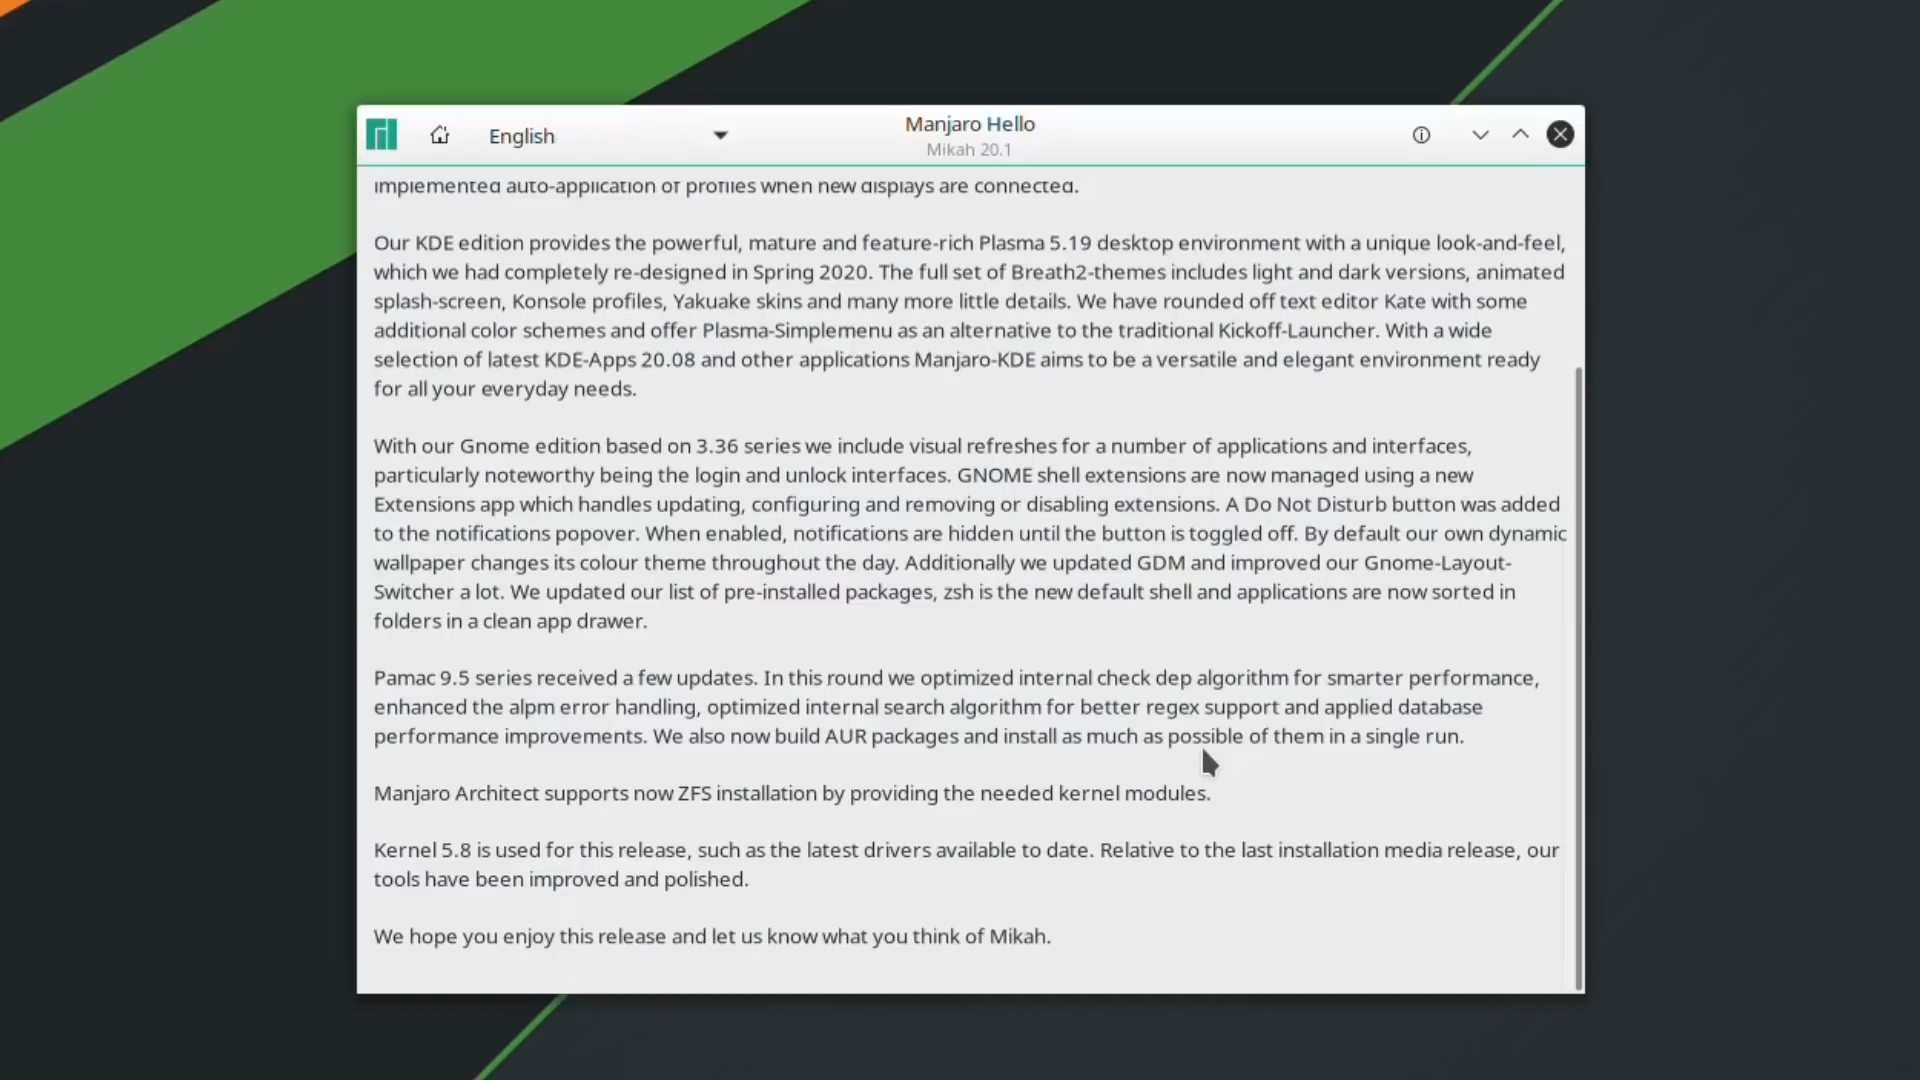 English
Manjaro Hello
Mikah 20.1
implemented auto-application of profiles when new displays are connected.
Our KDE edition provides the powerful, mature and feature-rich Plasma 5.19 desktop environment with a unique look-and-feel,
which we had completely re-designed in Spring 2020. The full set of Breath2-themes includes light and dark versions, animated
splash-screen, Konsole profiles, Yakuake skins and many more little details. We have rounded off text editor Kate with some
additional color schemes and offer Plasma-Simplemenu as an alternative to the traditional Kickoff-Launcher. With a wide
selection of latest KDE-Apps 20.08 and other applications Manjaro-KDE aims to be a versatile and elegant environment ready
for all your everyday needs.
With our Gnome edition based on 3.36 series we include visual refreshes for a number of applications and interfaces,
particularly noteworthy being the login and unlock interfaces. GNOME shell extensions are now managed using a new
Extensions app which handles updating, configuring and removing or disabling extensions. A Do Not Disturb button was added
to the notifications popover. When enabled, notifications are hidden until the button is toggled off. By default our own dynamic
wallpaper changes its colour theme throughout the day. Additionally we updated GDM and improved our Gnome-Layout-
Switcher a lot. We updated our list of pre-installed packages, zsh is the new default shell and applications are now sorted in
folders in a clean app drawer.
Pamac 9.5 series received a few updates. In this round we optimized internal check dep algorithm for smarter performance,
enhanced the alpm error handling, optimized internal search algorithm for better regex support and applied database
performance improvements. We also now build AUR packages and install as much as possible of them in a single run.
Manjaro Architect supports now ZFS installation by providing the needed kernel modules.
Kernel 5.8 is used for this release, such as the latest drivers available to date. Relative to the last installation media release, our
tools have been improved and polished.
We hope you enjoy this release and let us know what you think of Mikah.